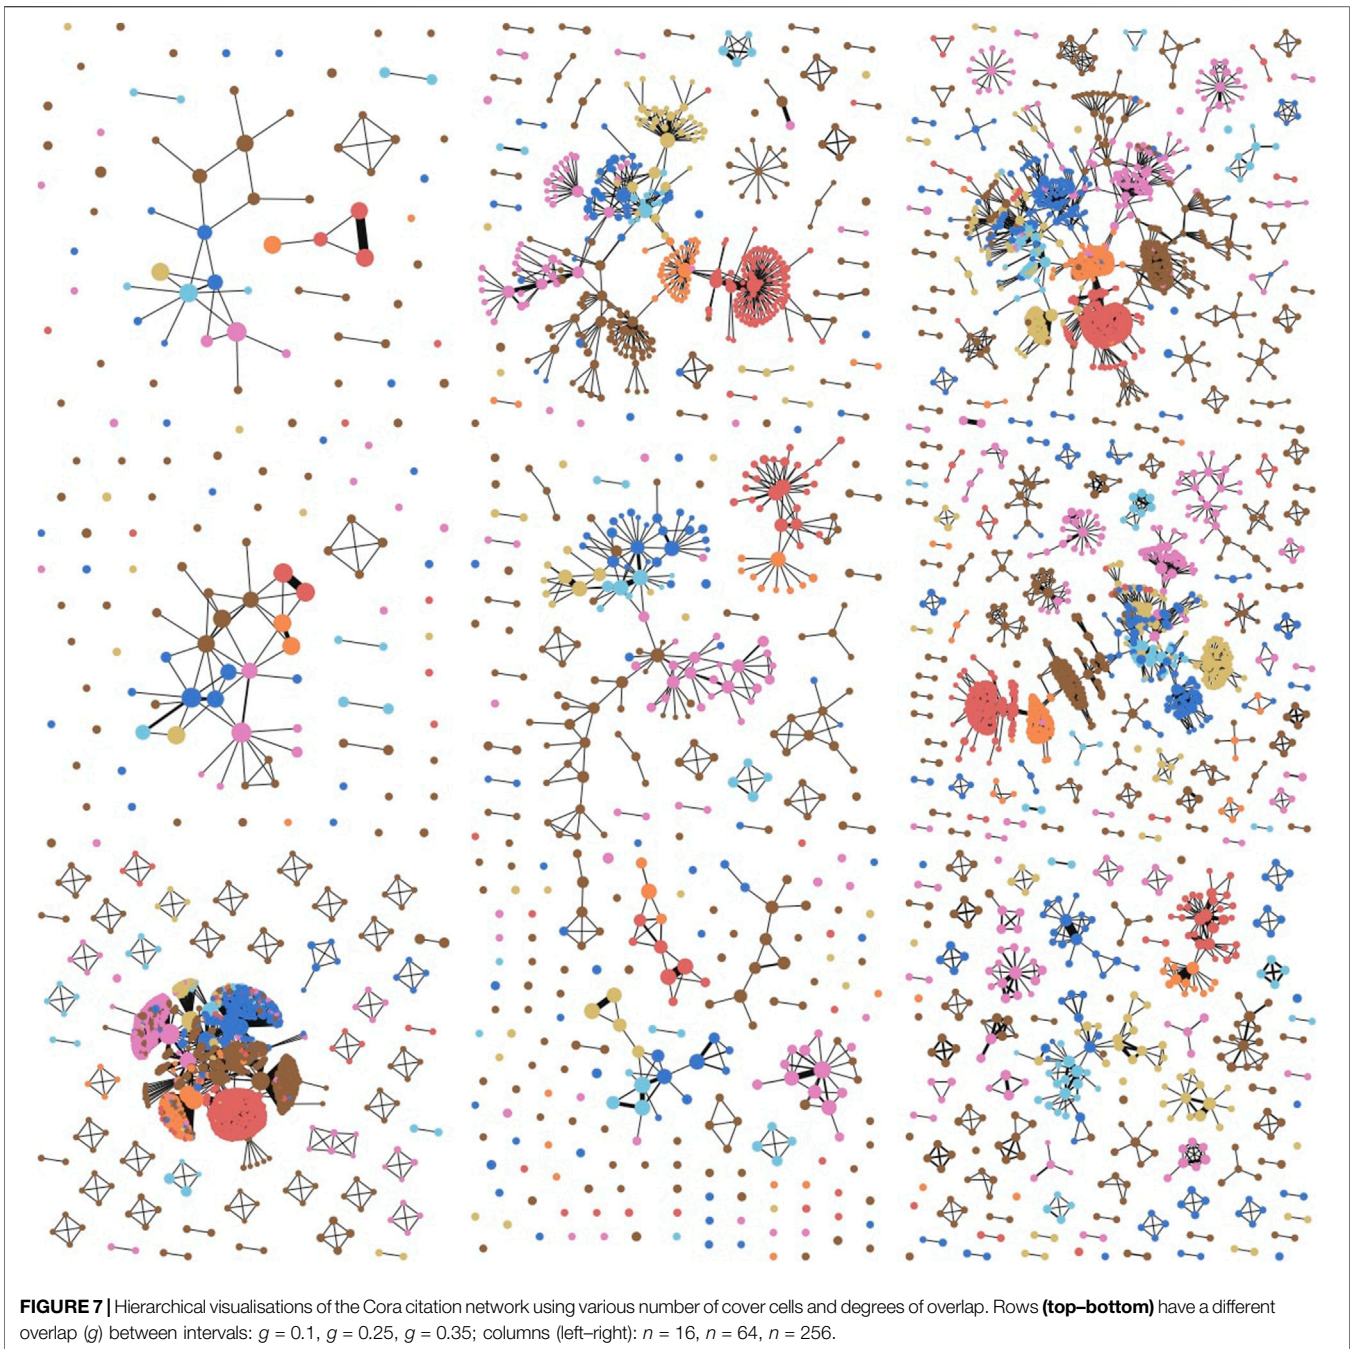 FIGURE 7 | Hierarchical visualisations of the Cora citation network using various number of cover cells and degrees of overlap. Rows (top–bottom) have a different
overlap (g) between intervals: g = 0.1, g = 0.25, g = 0.35; columns (left–right): n = 16, n = 64, n = 256.